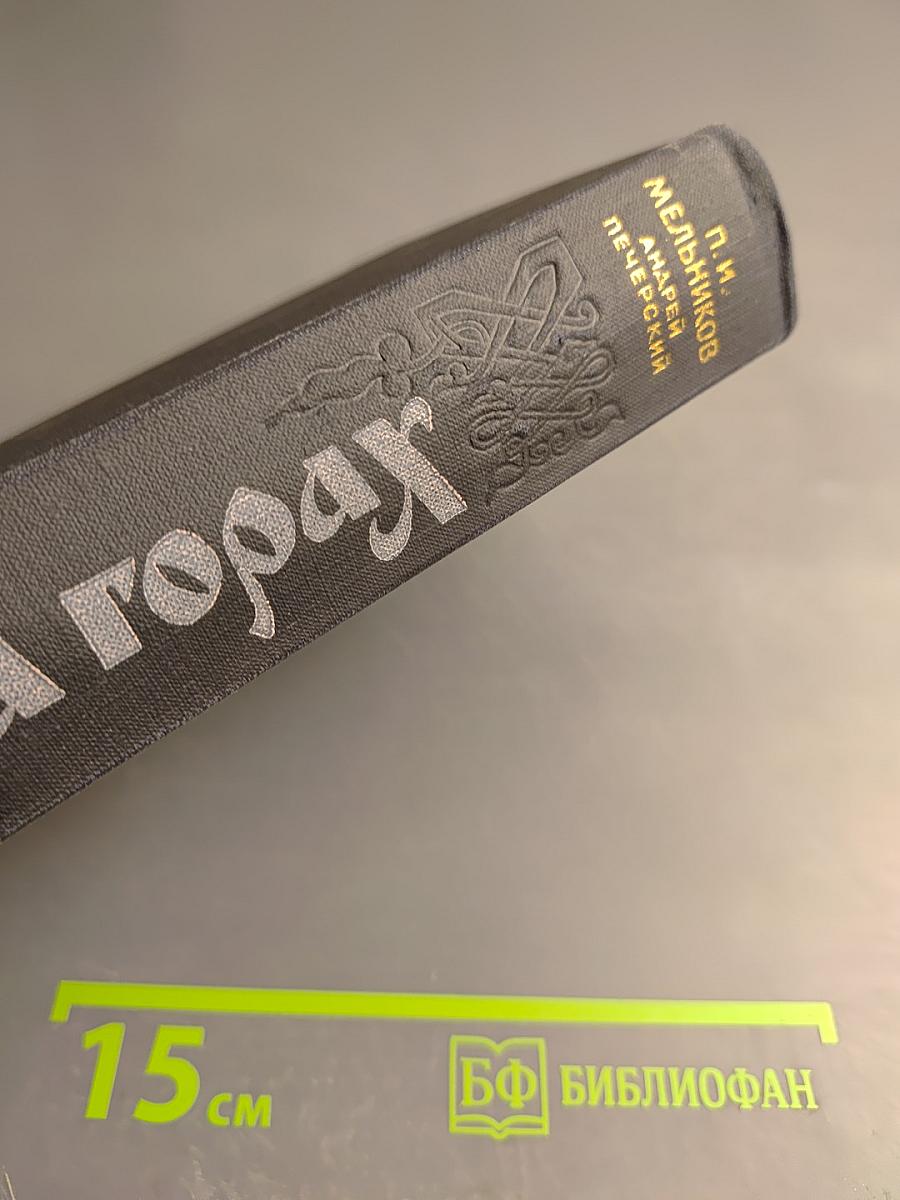 П.И.
МЕЛЬНИКОВ
АНДРЕЙ
ПЕЧЕРСКИЙ
а горах
15 см
БФ БИБЛИОФАН